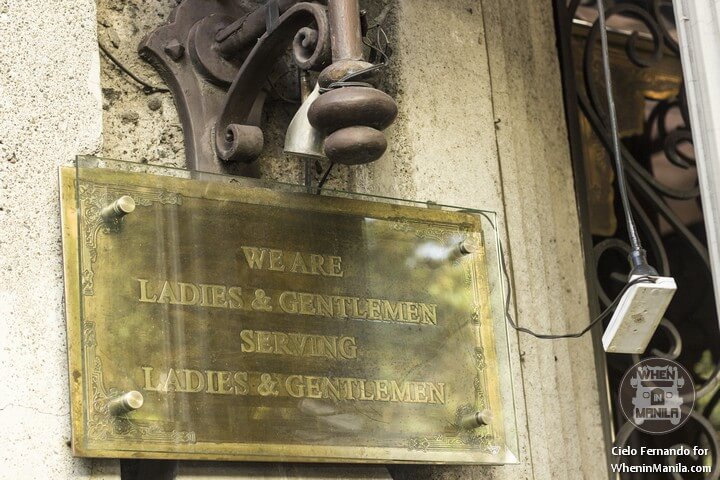 WE ARE
LADIES & GENTLEMEN
SERVING
LADIES & GENTLEMEN
WHEN
IN
MANILA
Cielo Fernando for
WheninManila.com